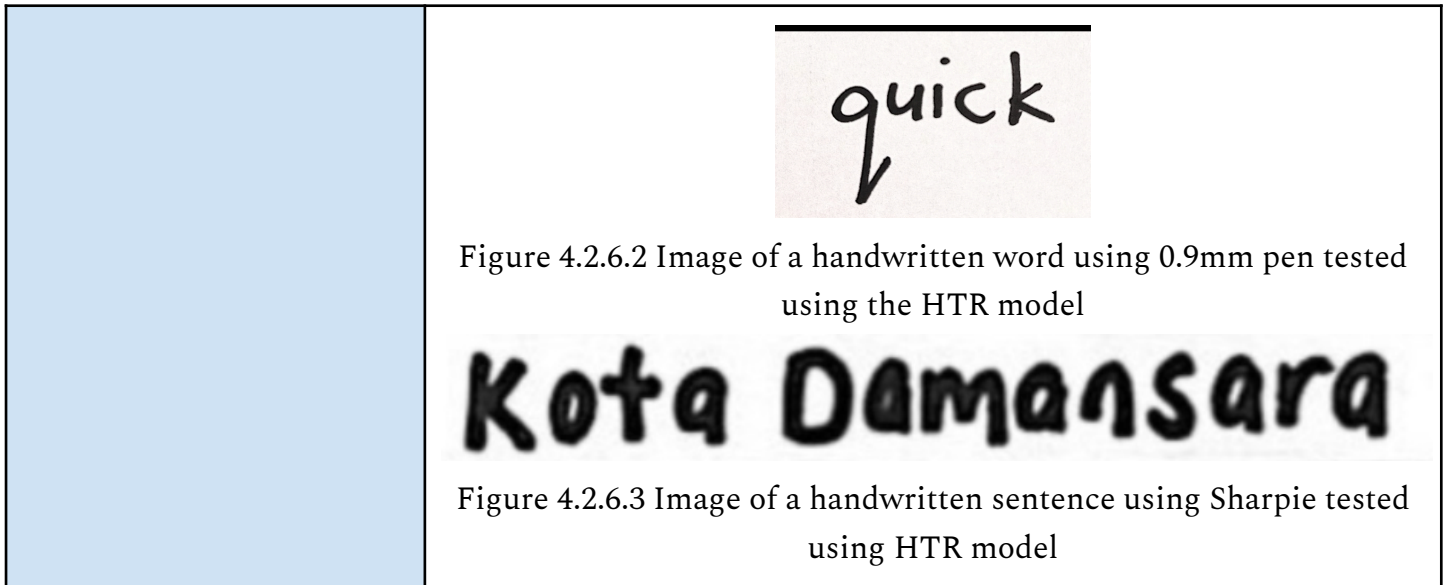 quick
Figure 4.2.6.2 Image of a handwritten word using 0.9mm pen tested
using the HTR model
Kota Damansara
Figure 4.2.6.3 Image of a handwritten sentence using Sharpie tested
using HTR model